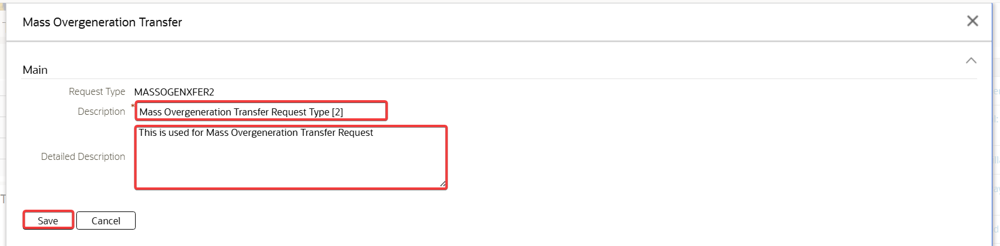 Mass Overgeneration Transfer
Main
Request Type MASSOGENXFER2
Description * Mass Overgeneration Transfer Request Type [2]
This is used for Mass Overgeneration Transfer Request
Detailed Description
Save Cancel